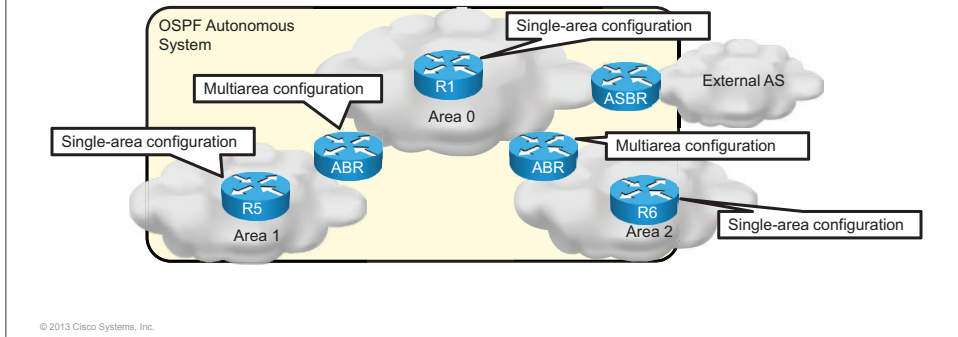 OSPF Autonomous
System
Single-area configuration
Multiarea configuration
R1
Area 0
ASBR
External AS
Single-area configuration
ABR
ABR
Multiarea configuration
R5
Area 1
R6
Area 2
Single-area configuration
© 2013 Cisco Systems, Inc.